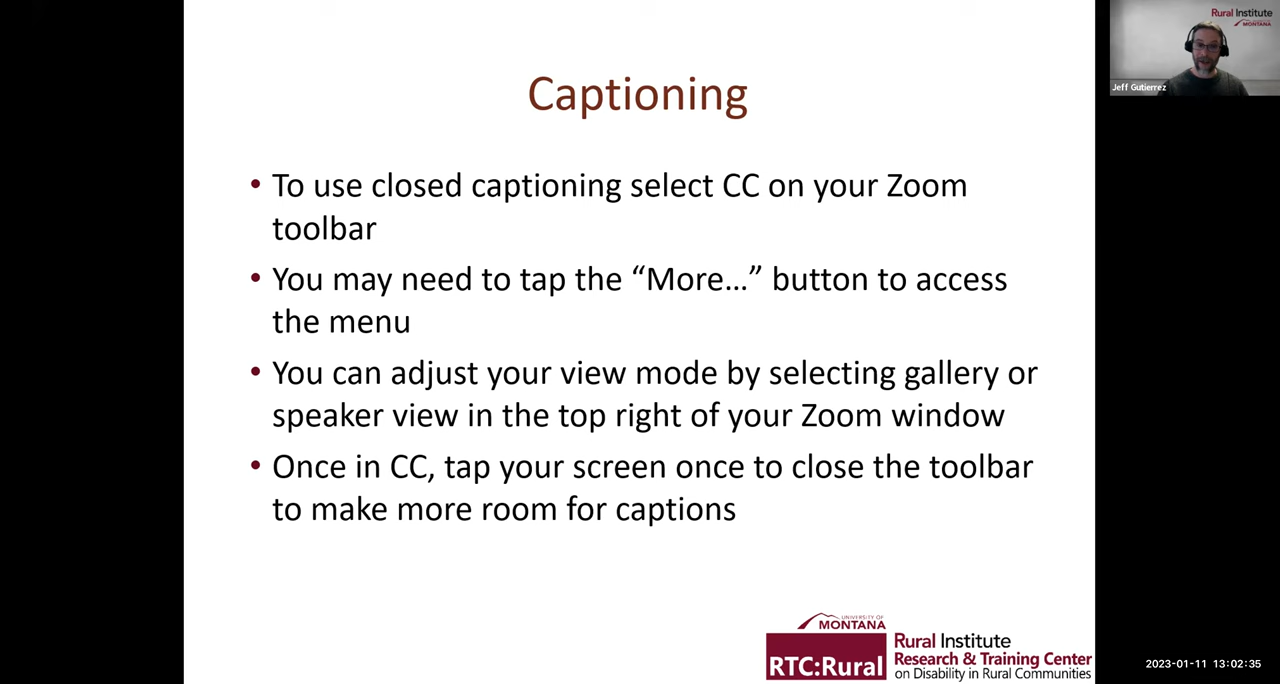 Rural Institute
MONTANA
Jeff Gutierrez
Captioning
• To use closed captioning select CC on your Zoom
toolbar
• You may need to tap the “More…” button to access
the menu
• You can adjust your view mode by selecting gallery or
speaker view in the top right of your Zoom window
• Once in CC, tap your screen once to close the toolbar
to make more room for captions
UNIVERSITY OF
MONTANA
RTC:Rural
Rural Institute
Research & Training Center
on Disability in Rural Communities
2023-01-11 13:02:35